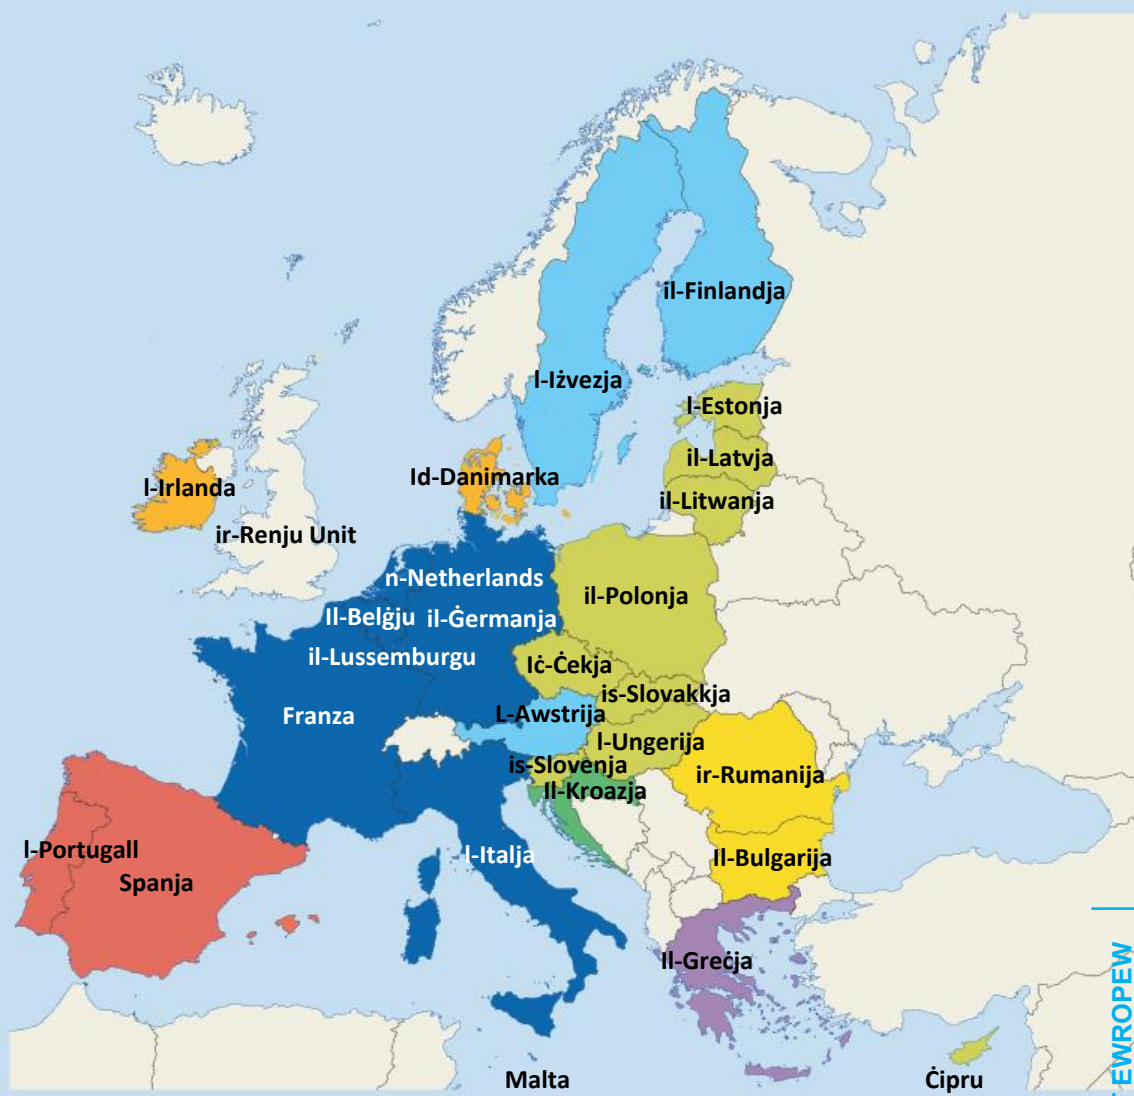 il-Finlandja
l-Iżvezja
l-Estonja
il-Latvja
Id-Danimarka
l-Irlanda
il-Litwanja
ir-Renju Unit
n-Netherlands
il-Polonja
Il-Belġju
il-Ġermanja
il-Lussemburgu
Iċ-Ċekja
is-Slovakkja
Franza
L-Awstrija
l-Ungerija
is-Slovenja
ir-Rumanija
Il-Kroazja
l-Portugall
l-Italja
Il-Bulgarija
Spanja
Il-Greċja
EWROPEW
Malta
Ċipru